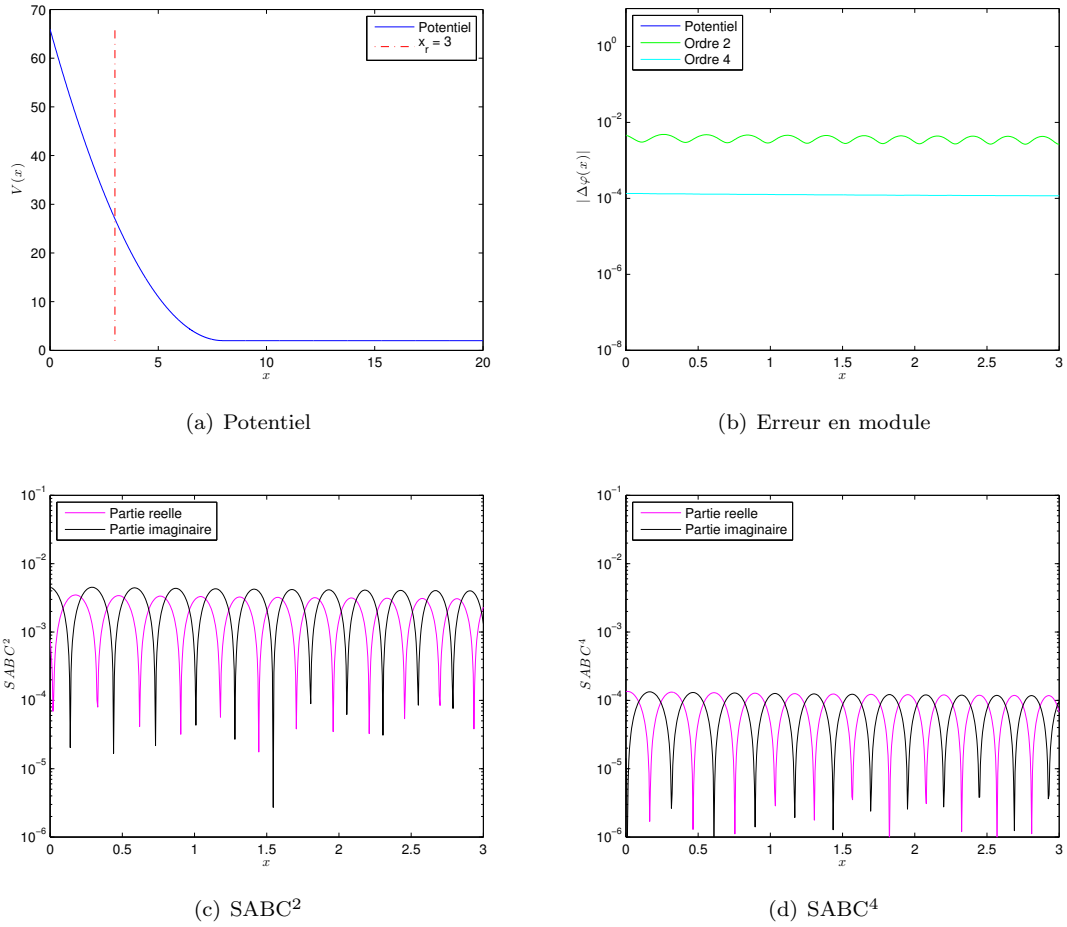 70
60
50
40
30
20
10
0
0 5 10 15 20
V(x)
x
Potentiel
x_r = 3
(a) Potentiel
10^0
10^-2
10^-4
10^-6
10^-8
0 0.5 1 1.5 2 2.5 3
|Δφ(x)|
x
Potentiel
Ordre 2
Ordre 4
(b) Erreur en module
10^-1
10^-2
10^-3
10^-4
10^-5
10^-6
0 0.5 1 1.5 2 2.5 3
SABC^2
x
Partie reelle
Partie imaginaire
(c) SABC^2
10^-1
10^-2
10^-3
10^-4
10^-5
10^-6
0 0.5 1 1.5 2 2.5 3
SABC^4
x
Partie reelle
Partie imaginaire
(d) SABC^4